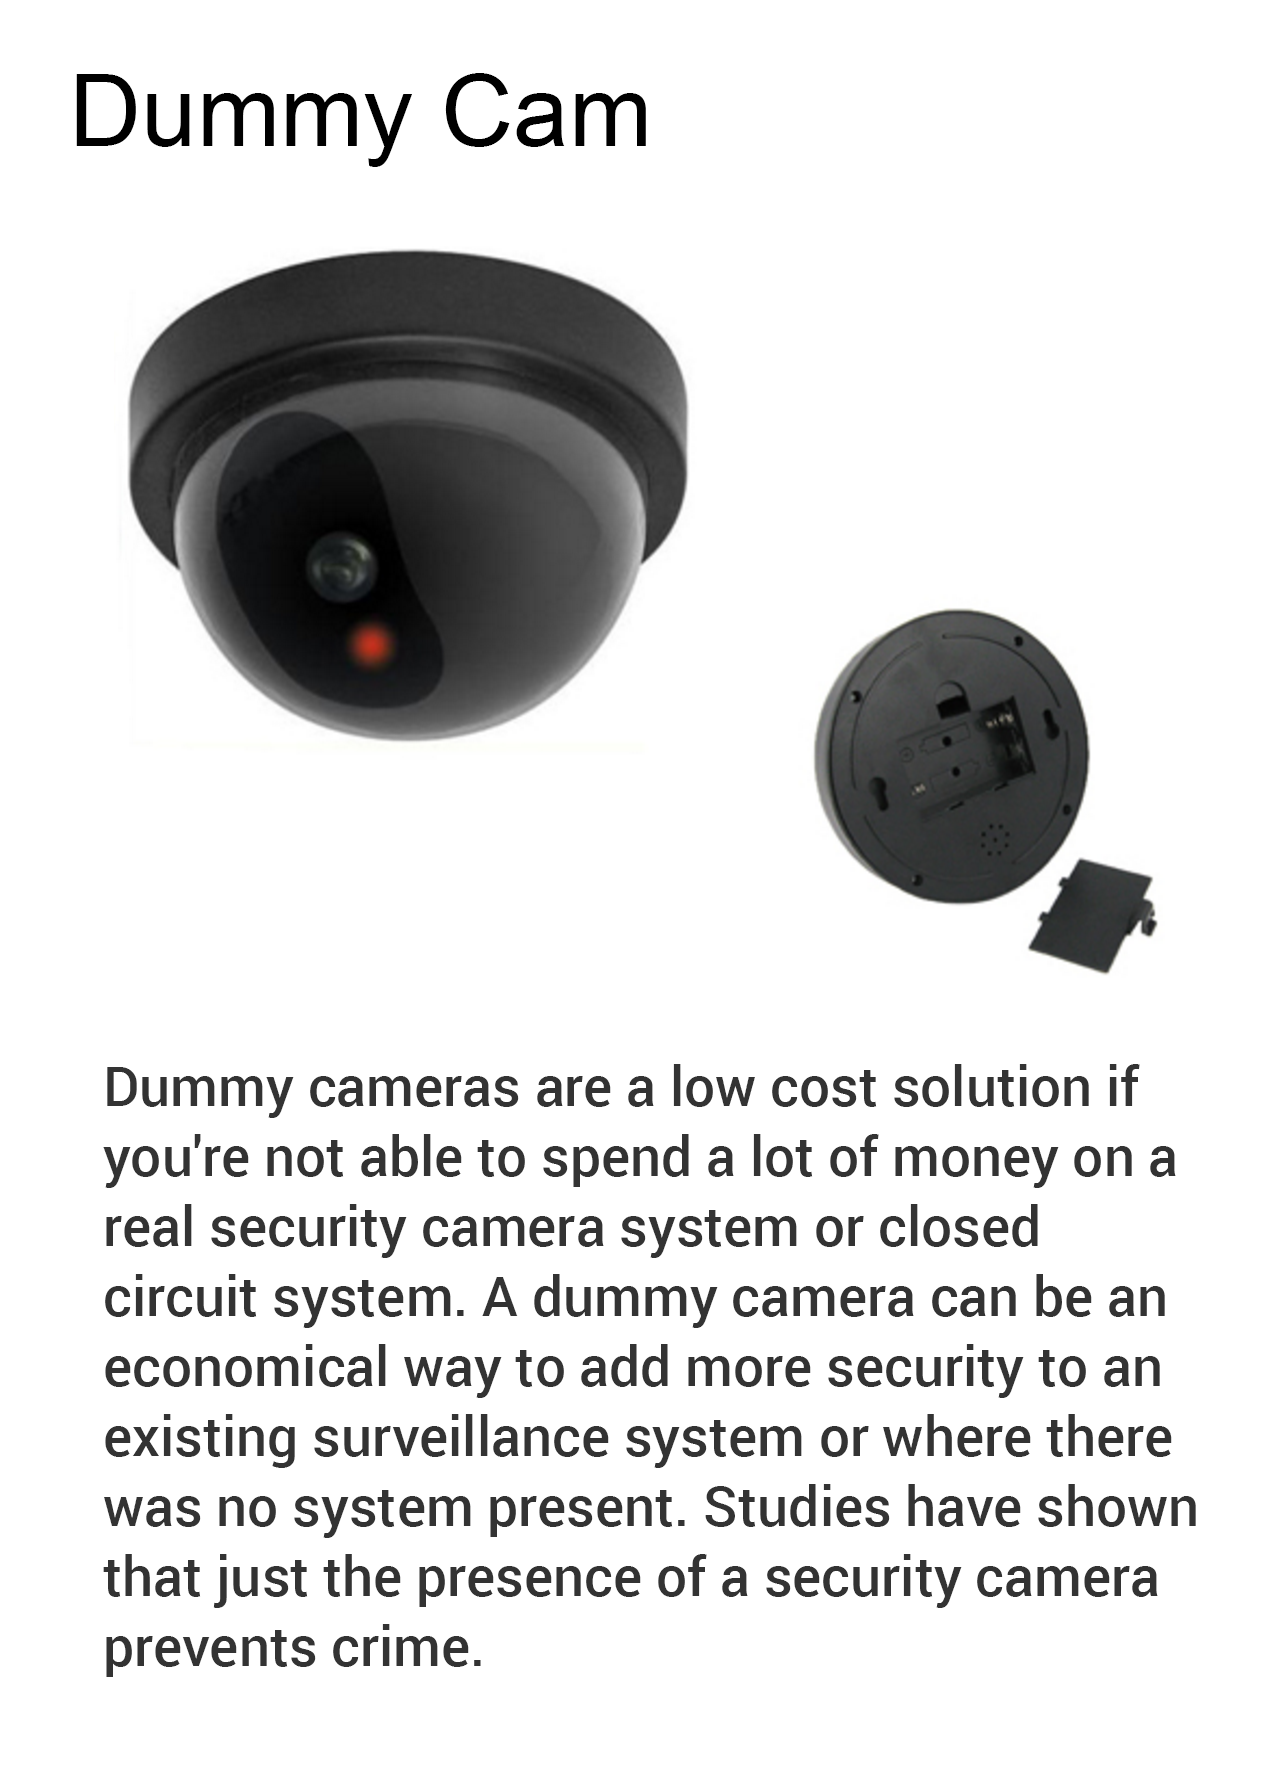 Dummy Cam
Dummy cameras are a low cost solution if
you're not able to spend a lot of money on a
real security camera system or closed
circuit system. A dummy camera can be an
economical way to add more security to an
existing surveillance system or where there
was no system present. Studies have shown
that just the presence of a security camera
prevents crime.